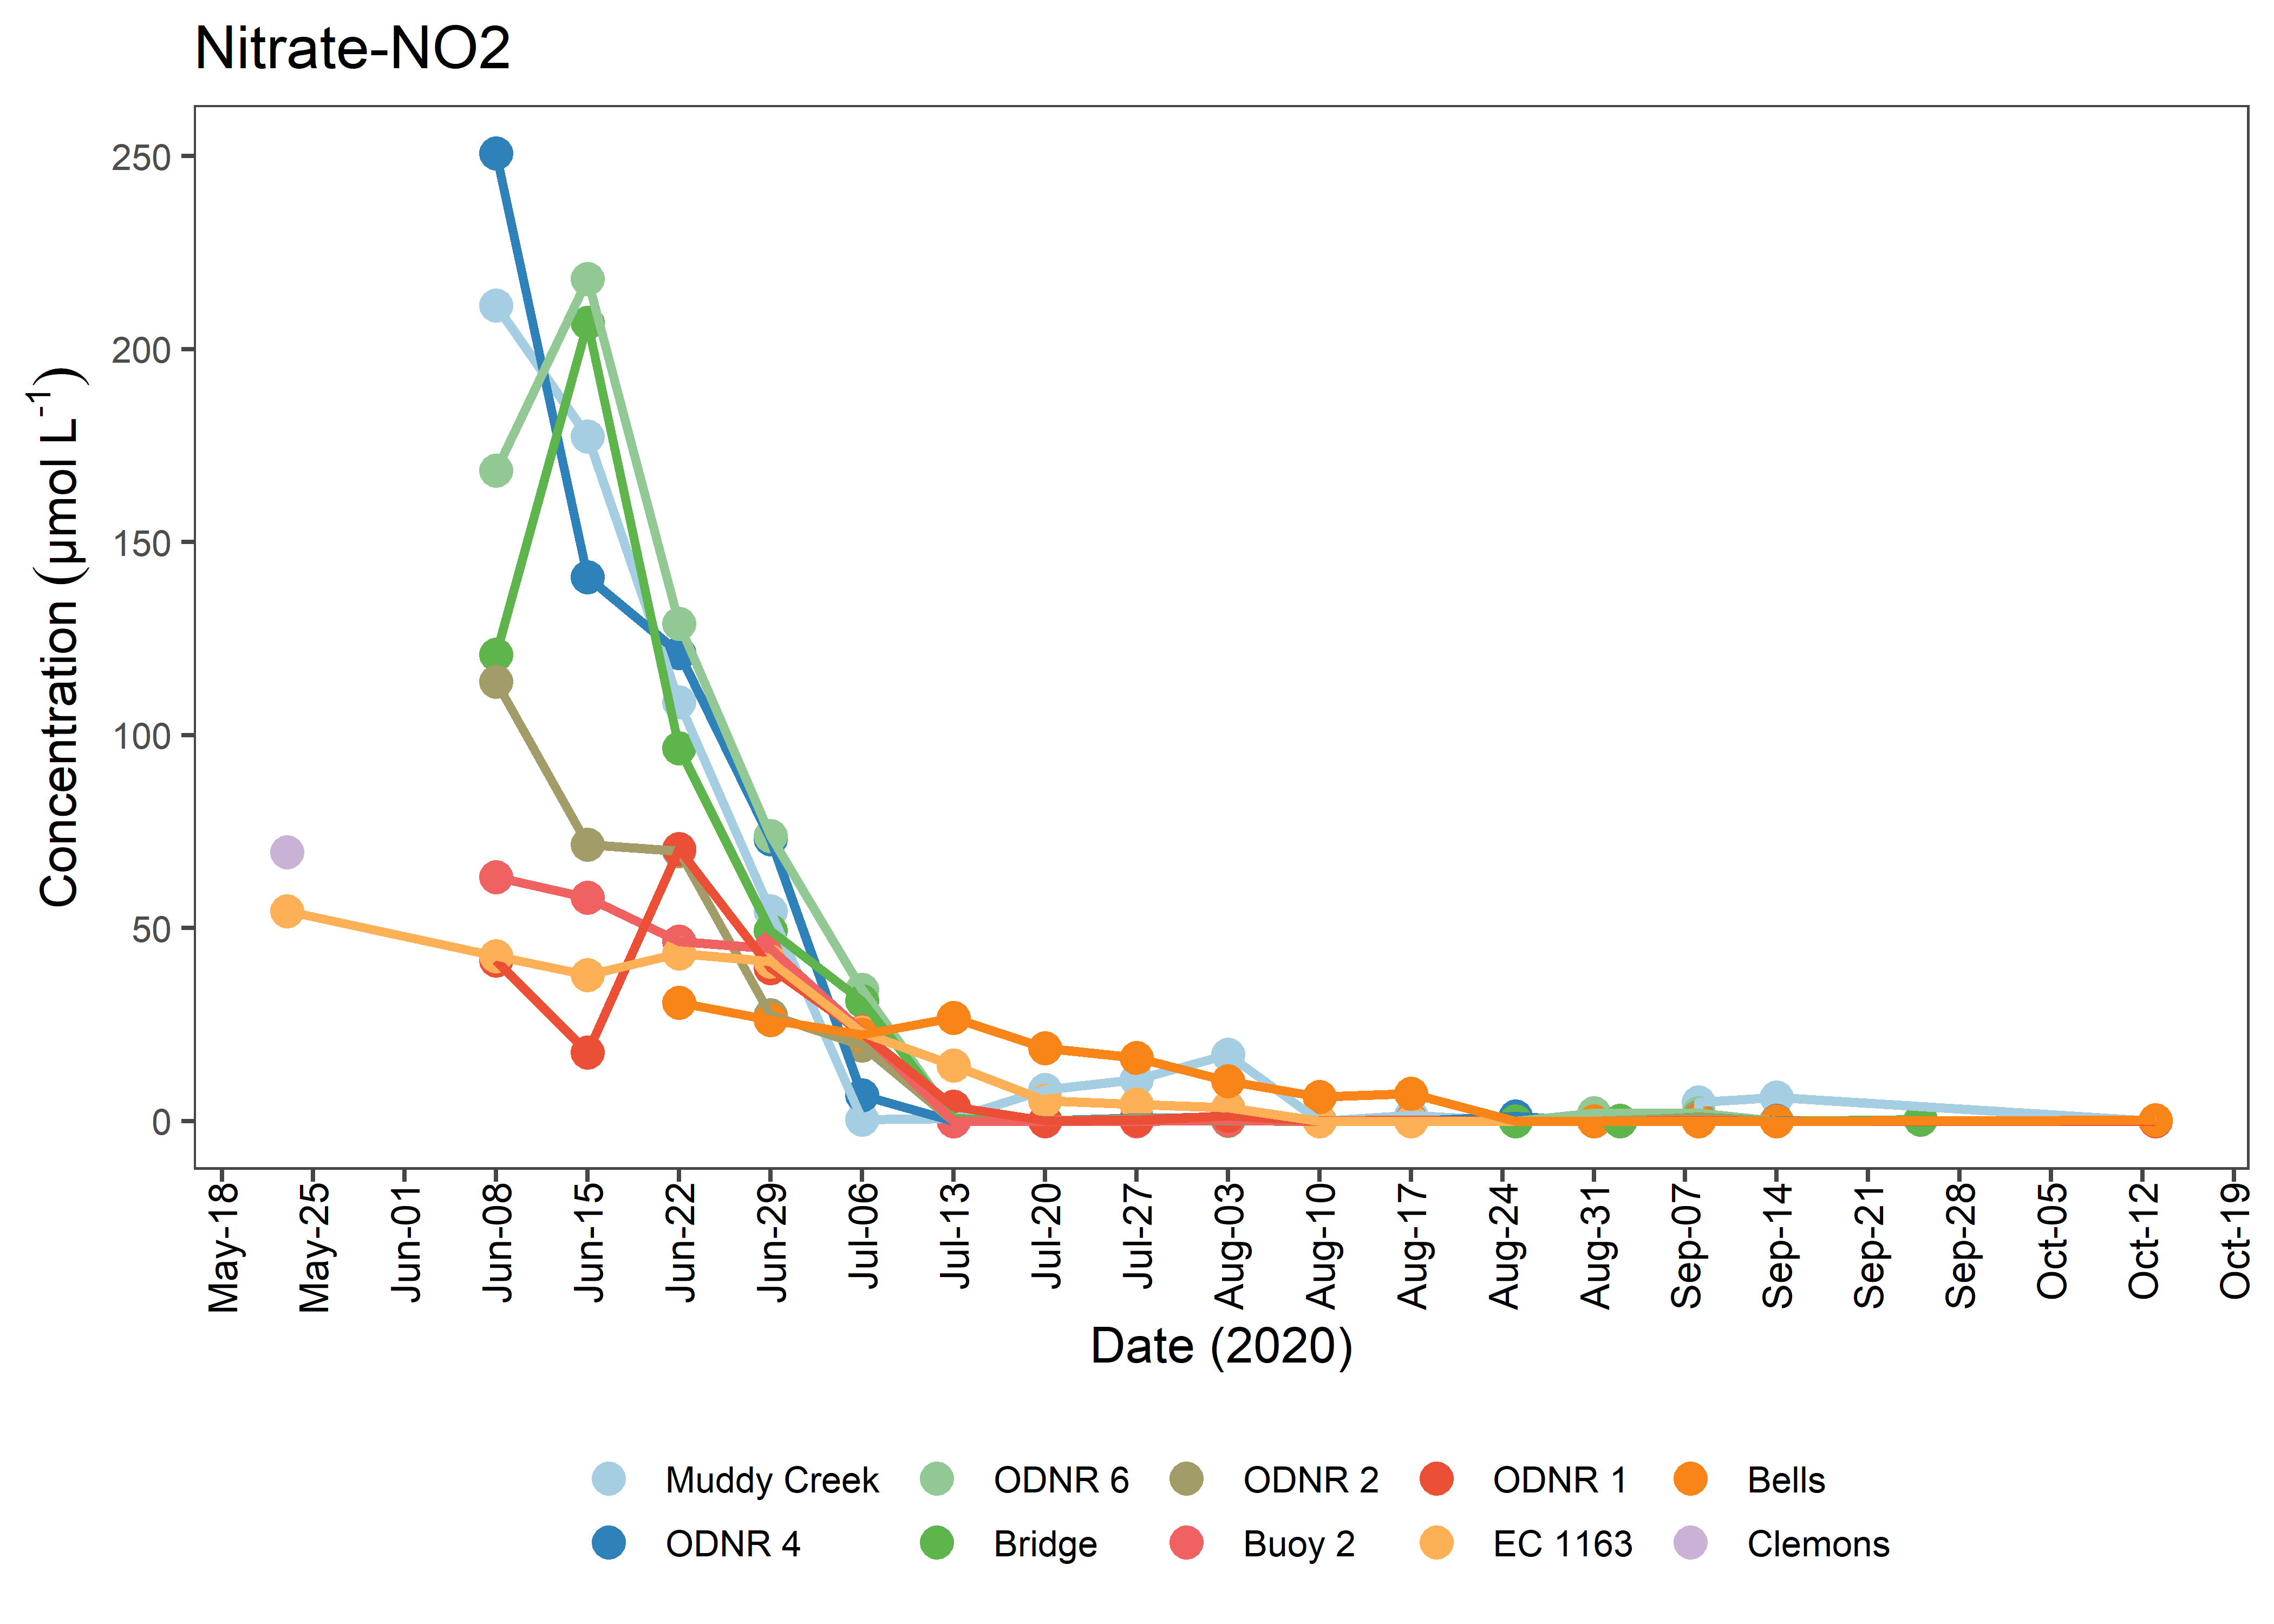 Nitrate-NO2
Concentration (µmol L⁻¹)
250
200
150
100
50
0
May-18
May-25
Jun-01
Jun-08
Jun-15
Jun-22
Jun-29
Jul-06
Jul-13
Jul-20
Jul-27
Aug-03
Aug-10
Aug-17
Aug-24
Aug-31
Sep-07
Sep-14
Sep-21
Sep-28
Oct-05
Oct-12
Oct-19
Date (2020)
Muddy Creek ODNR 6 ODNR 2 ODNR 1 Bells
ODNR 4 Bridge Buoy 2 EC 1163 Clemons